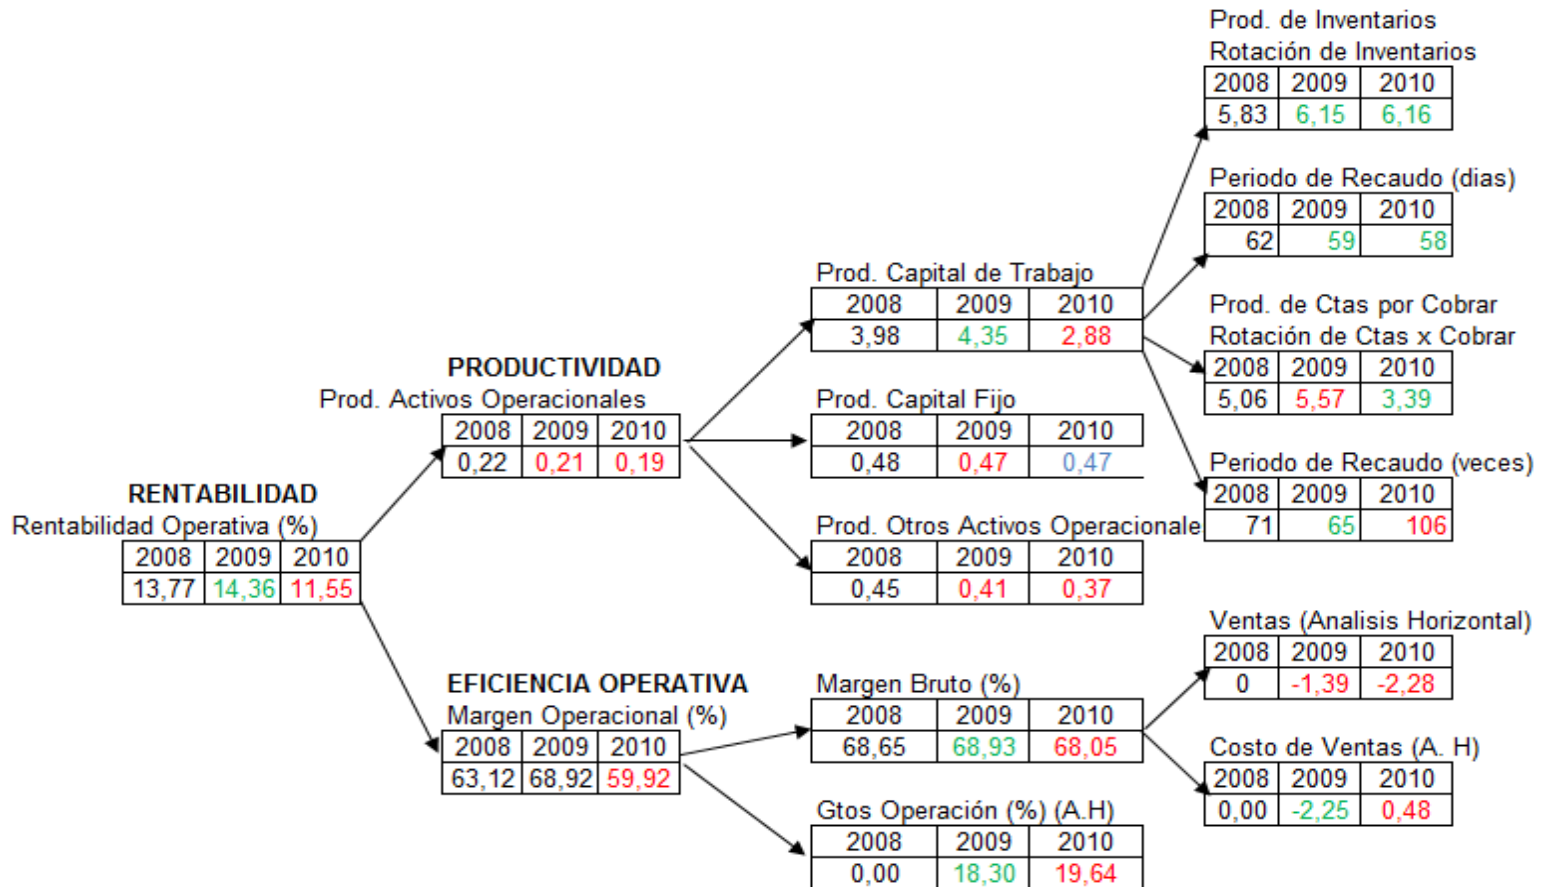 Prod. de Inventarios
Rotación de Inventarios
2008 2009 2010
5,83 6,15 6,16
Periodo de Recaudo (dias)
2008 2009 2010
62 59 58
Prod. Capital de Trabajo
2008 2009 2010
3,98 4,35 2,88
Prod. de Ctas por Cobrar
Rotación de Ctas x Cobrar
2008 2009 2010
5,06 5,57 3,39
PRODUCTIVIDAD
Prod. Activos Operacionales
2008 2009 2010
0,22 0,21 0,19
Prod. Capital Fijo
2008 2009 2010
0,48 0,47 0,47
Periodo de Recaudo (veces)
2008 2009 2010
71 65 106
RENTABILIDAD
Rentabilidad Operativa (%)
2008 2009 2010
13,77 14,36 11,55
Prod. Otros Activos Operacionale
2008 2009 2010
0,45 0,41 0,37
Ventas (Analisis Horizontal)
2008 2009 2010
0 -1,39 -2,28
EFICIENCIA OPERATIVA
Margen Operacional (%)
2008 2009 2010
63,12 68,92 59,92
Margen Bruto (%)
2008 2009 2010
68,65 68,93 68,05
Costo de Ventas (A. H)
2008 2009 2010
0,00 -2,25 0,48
Gtos Operación (%) (A.H)
2008 2009 2010
0,00 18,30 19,64